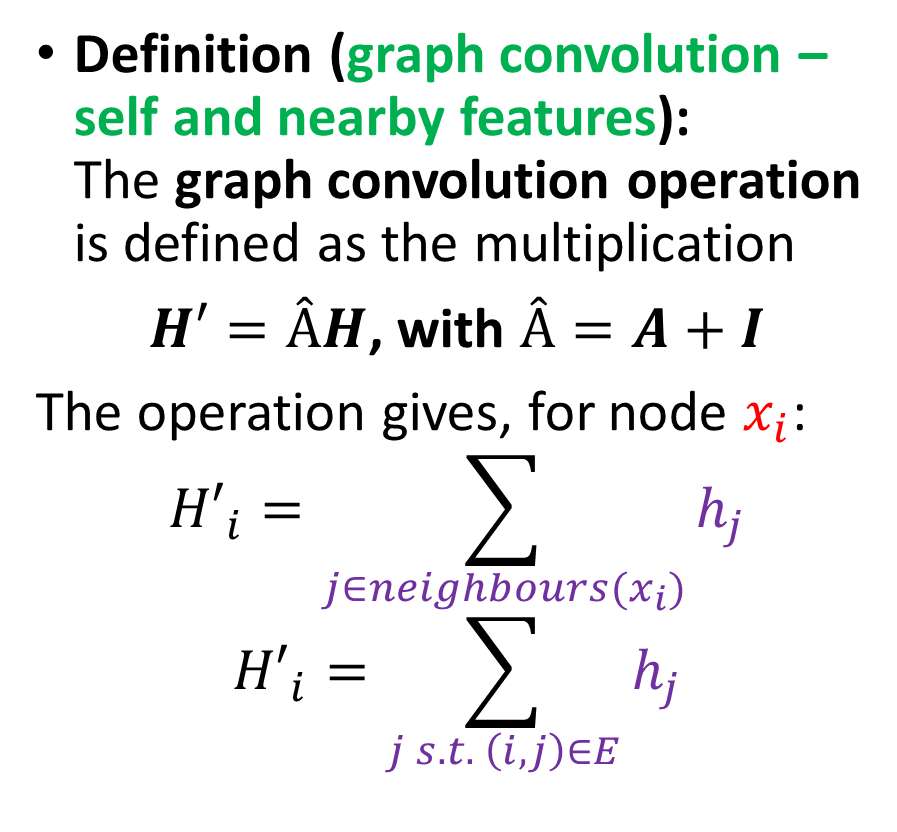 • Definition (graph convolution –
self and nearby features):
The graph convolution operation
is defined as the multiplication
H′ = ÂH, with Â = A + I
The operation gives, for node xᵢ:
H′ᵢ = ∑ j∈neighbours(xᵢ) hⱼ
H′ᵢ = ∑ j s.t. (i,j)∈E hⱼ